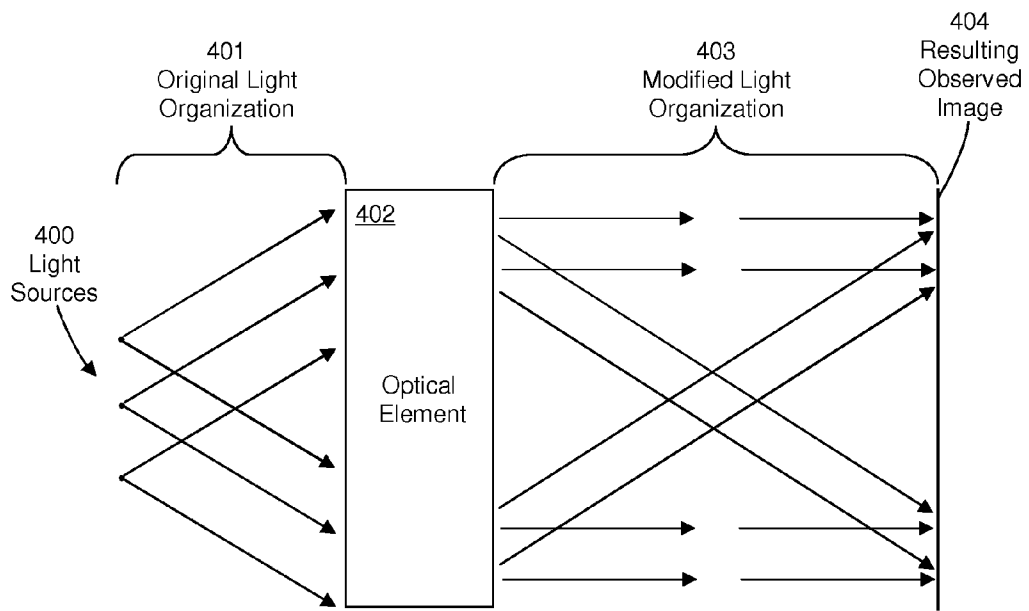 401
Original Light
Organization
403
Modified Light
Organization
404
Resulting
Observed
Image
400
Light
Sources
402
Optical
Element